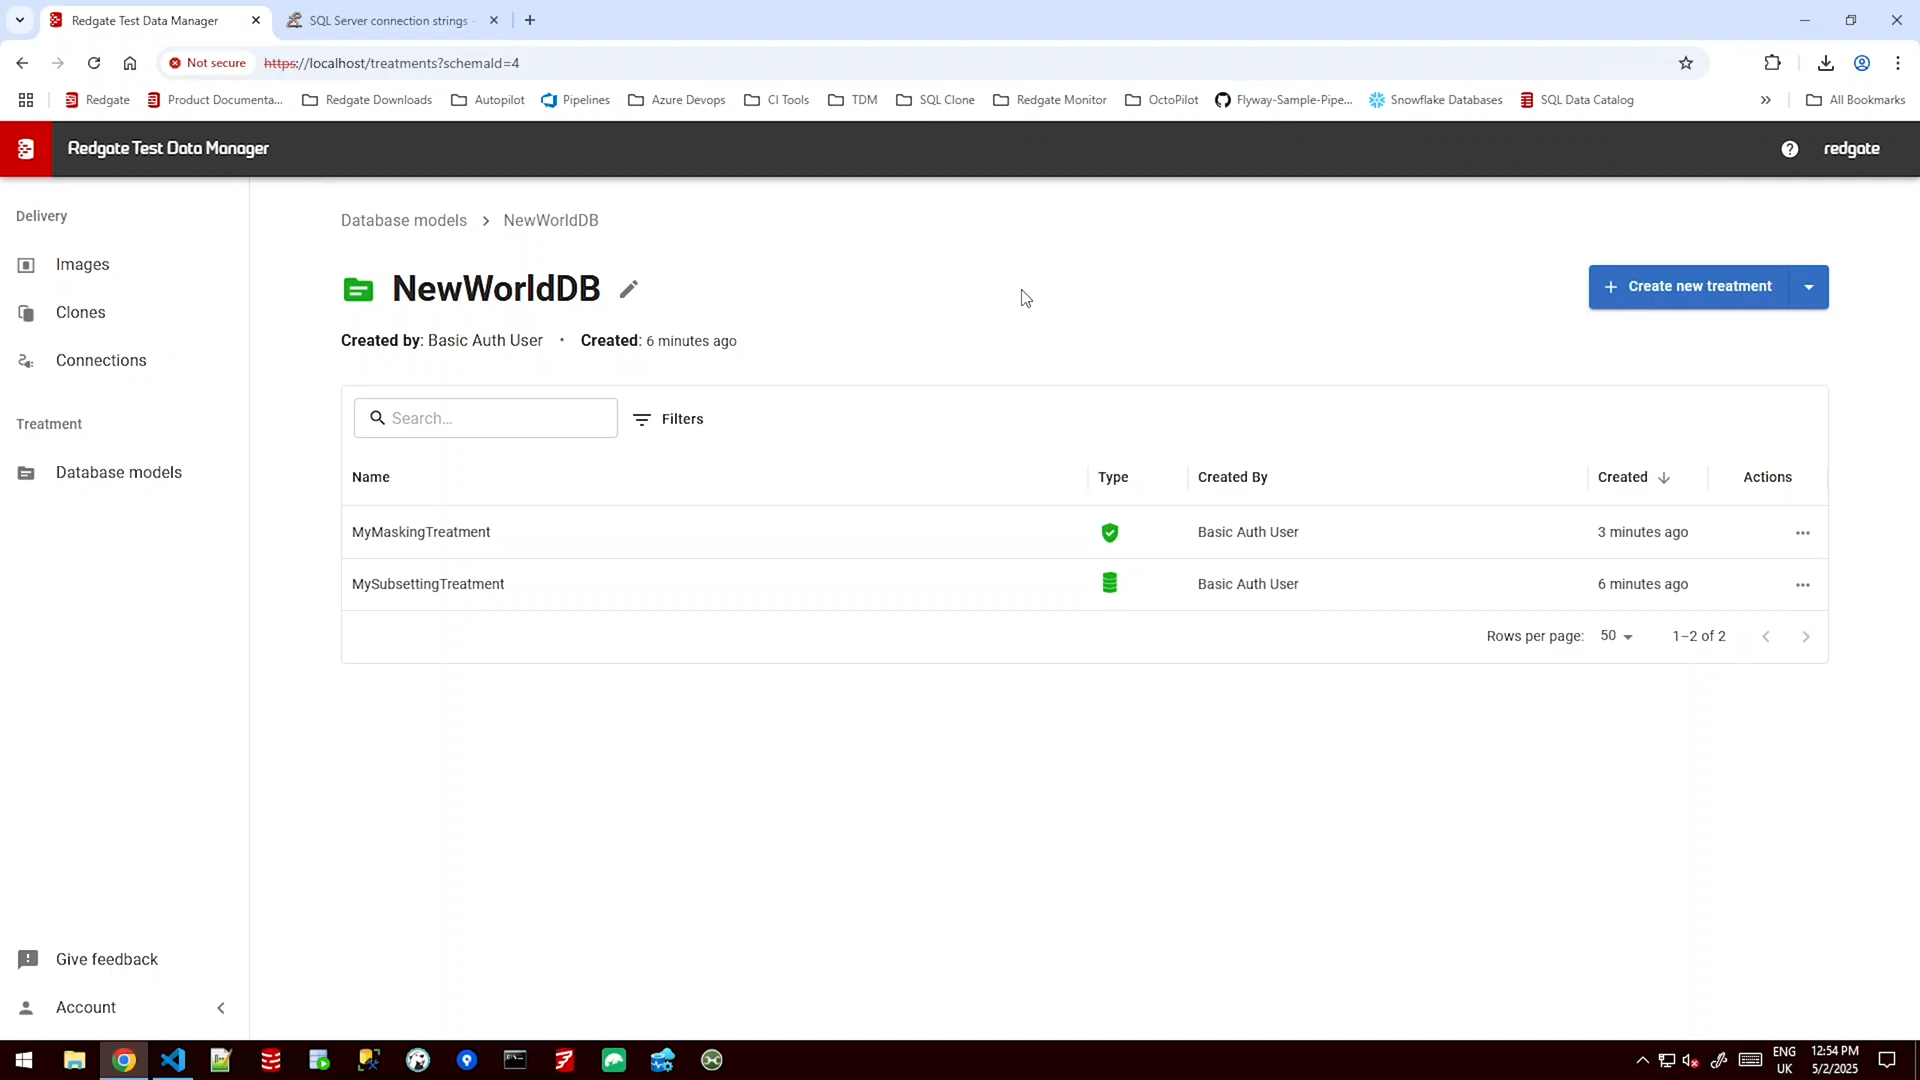 Redgate Test Data Manager
SQL Server connection strings
Not secure
https://localhost/treatments?schemaId=4
Redgate
Product Documenta...
Redgate Downloads
Autopilot
Pipelines
Azure Devops
CI Tools
TDM
SQL Clone
Redgate Monitor
OctoPilot
Flyway-Sample-Pipe...
Snowflake Databases
SQL Data Catalog
All Bookmarks
Redgate Test Data Manager
redgate
Delivery
Images
Clones
Connections
Treatment
Database models
Give feedback
Account
Database models > NewWorldDB
NewWorldDB
Create new treatment
Created by: Basic Auth User • Created: 6 minutes ago
Search...
Filters
Name Type Created By Created Actions
MyMaskingTreatment Basic Auth User 3 minutes ago
MySubsettingTreatment Basic Auth User 6 minutes ago
Rows per page: 50 1–2 of 2
ENG
UK
12:54 PM
5/2/2025